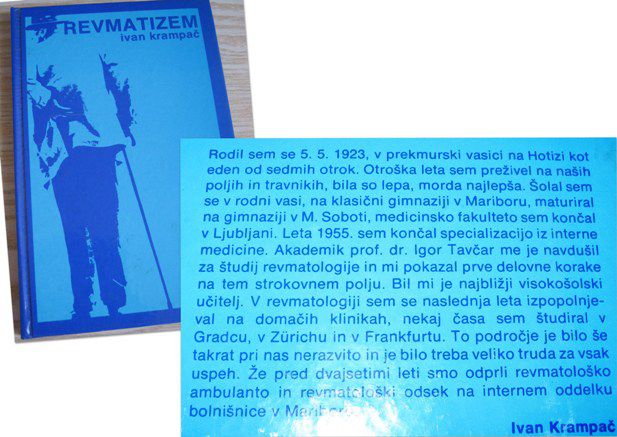 REVMATIZEM
ivan krampač
Rodil sem se 5. 5. 1923, v prekmurski vasici na Hotizi kot
eden od sedmih otrok. Otroška leta sem preživel na naših
poljih in travnikih, bila so lepa, morda najlepša. Šolal sem
se v rodni vasi, na klasični gimnaziji v Mariboru, maturiral
na gimnaziji v M. Soboti, medicinsko fakulteto sem končal
v Ljubljani. Leta 1955. sem končal specializacijo iz interne
medicine. Akademik prof. dr. Igor Tavčar me je navdušil
za študij revmatologije in mi pokazal prve delovne korake
na tem strokovnem polju. Bil mi je najbližji visokošolski
učitelj. V revmatologiji sem se naslednja leta izpopolnje-
val na domačih klinikah, nekaj časa sem študiral v
Gradcu, v Zürichu in v Frankfurtu. To področje je bilo še
takrat pri nas nerazvito in je bilo treba veliko truda za vsak
uspeh. Že pred dvajsetimi leti smo odprli revmatološko
ambulanto in revmatološki odsek na internem oddelku
bolnišnice v Mariboru.
Ivan Krampač